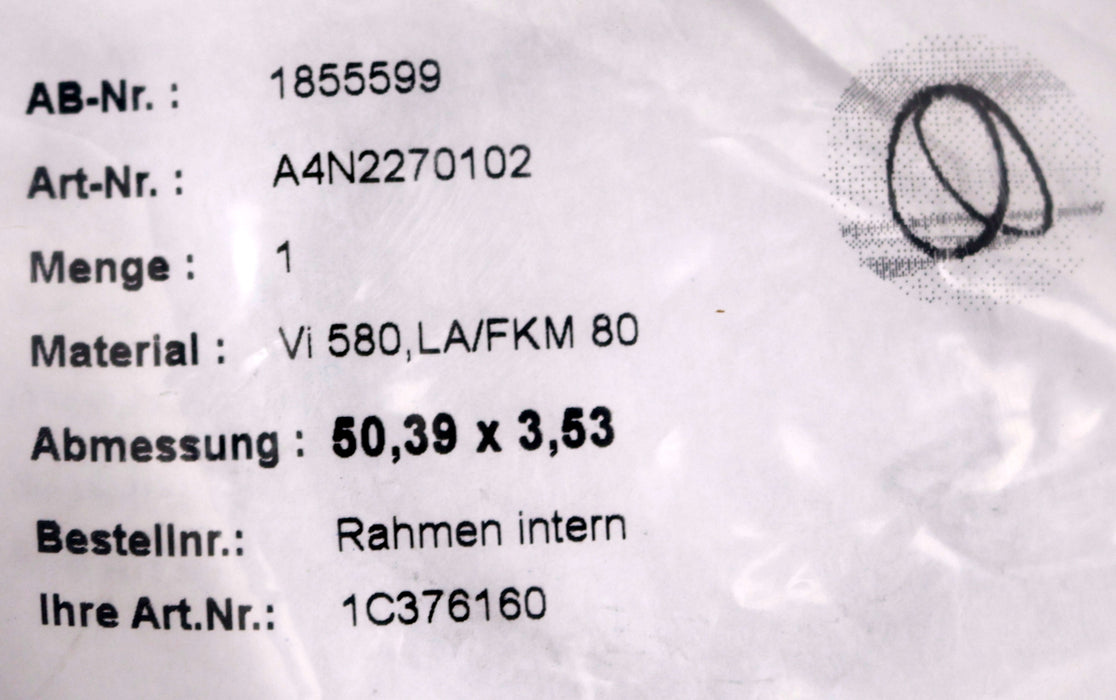 AB-Nr. : 1855599
Art-Nr. : A4N2270102
Menge : 1
Material : Vi 580,LA/FKM 80
Abmessung : 50,39 x 3,53
Bestellnr.: Rahmen intern
Ihre Art.Nr.: 1C376160